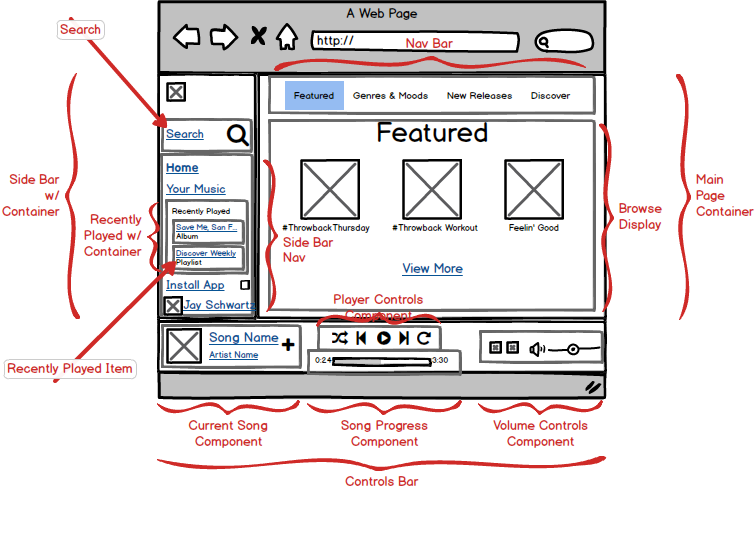 A Web Page
Search
http://
Nav Bar
Featured
Genres & Moods
New Releases
Discover
Search
Featured
Home
Your Music
Side Bar
w/
Container
Main
Page
Container
Recently Played
Save Me, San F...
Album
Recently
Played w/
Container
#ThrowbackThursday
#Throwback Workout
Feelin' Good
Browse
Display
Side Bar
Nav
Discover Weekly
Playlist
View More
Install App
Jay Schwartz
Player Controls
Component
Song Name
Artist Name
0:24
3:30
Recently Played Item
Current Song
Component
Song Progress
Component
Volume Controls
Component
Controls Bar